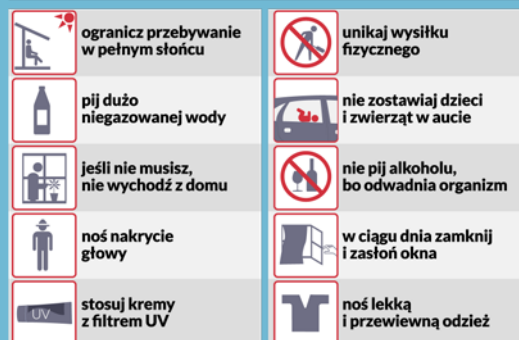 ogranicz przebywanie
w pełnym słońcu
pij dużo
niegazowanej wody
jeśli nie musisz,
nie wychodź z domu
noś nakrycie
głowy
UV
stosuj kremy
z filtrem UV
unikaj wysiłku
fizycznego
nie zostawiaj dzieci
i zwierząt w aucie
nie pij alkoholu,
bo odwadnia organizm
w ciągu dnia zamknij
i zasłoń okna
noś lekką
i przewiewną odzież